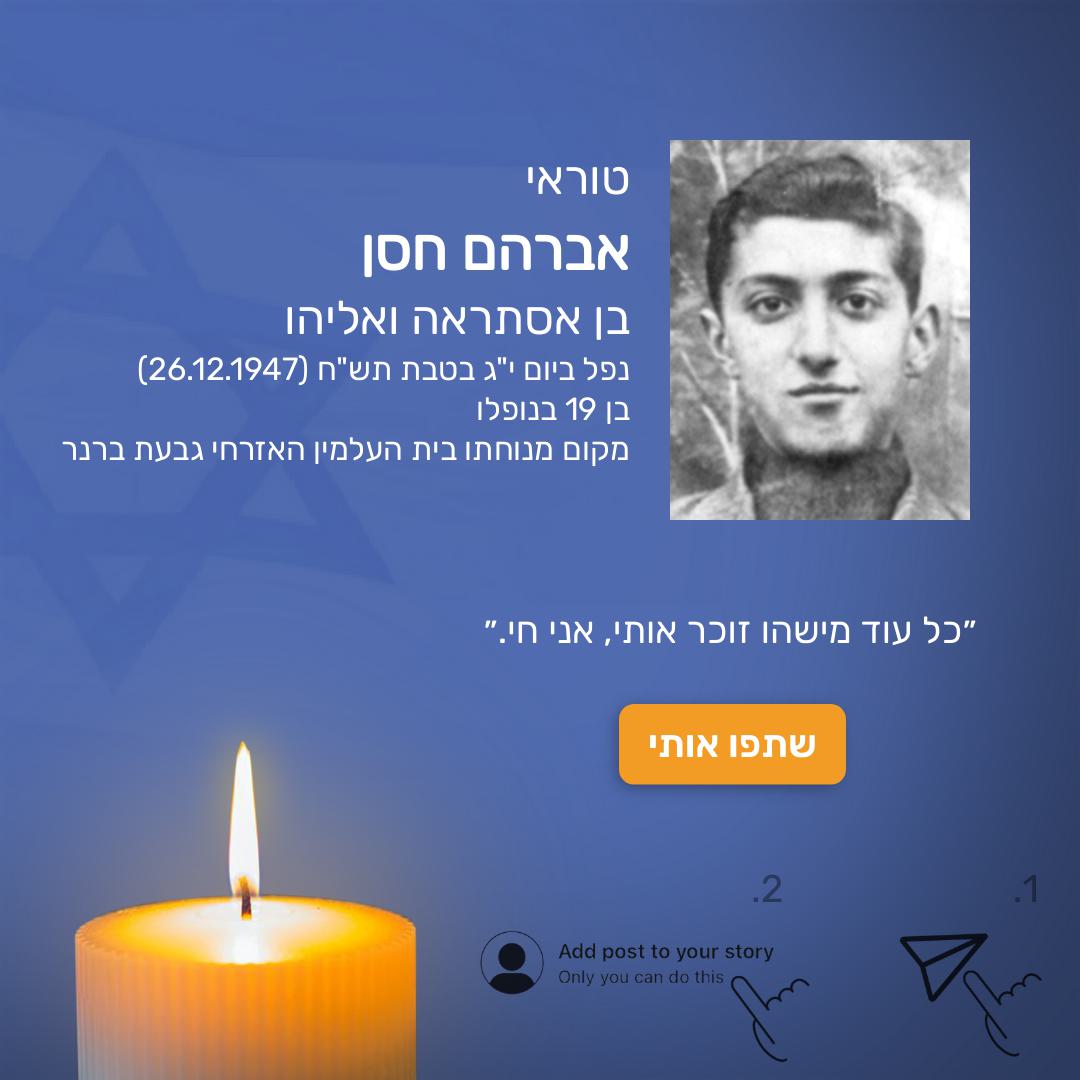 טוראי
אברהם חסן
בן אסתראה ואליהו
נפל ביום י"ג בטבת תש"ח (26.12.1947)
בן 19 בנופלו
מקום מנוחתו בית העלמין האזרחי גבעת ברנר
״כל עוד מישהו זוכר אותי, אני חי.״
שתפו אותי
.1
.2
Add post to your story
Only you can do this